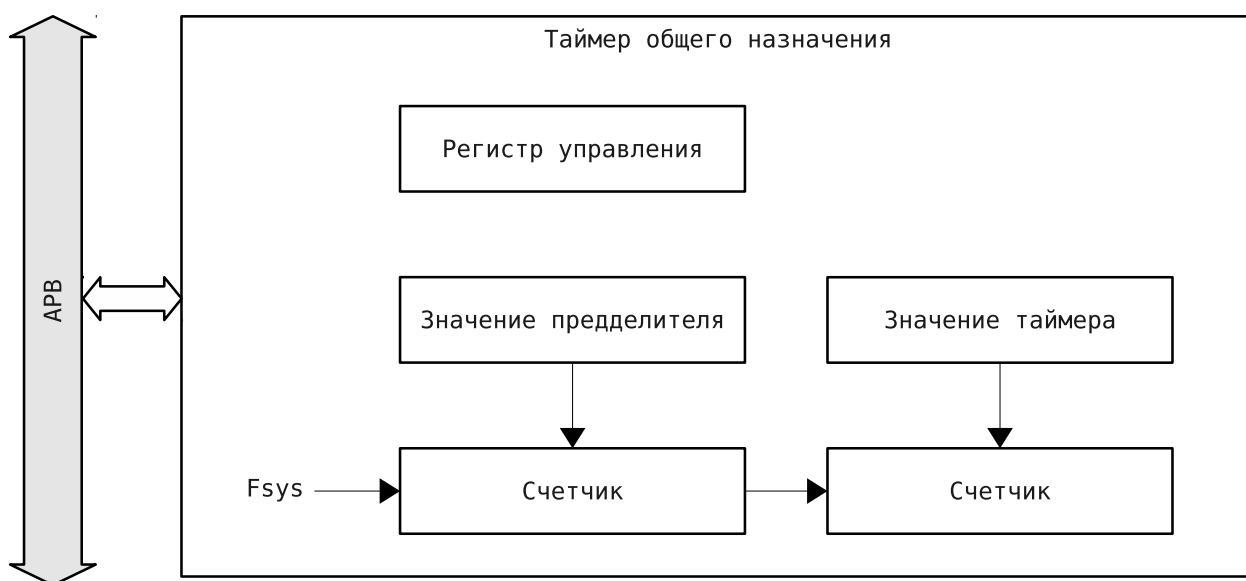 Таймер общего назначения
Регистр управления
APB
Значение предделителя
Значение таймера
Fsys
Счетчик
Счетчик